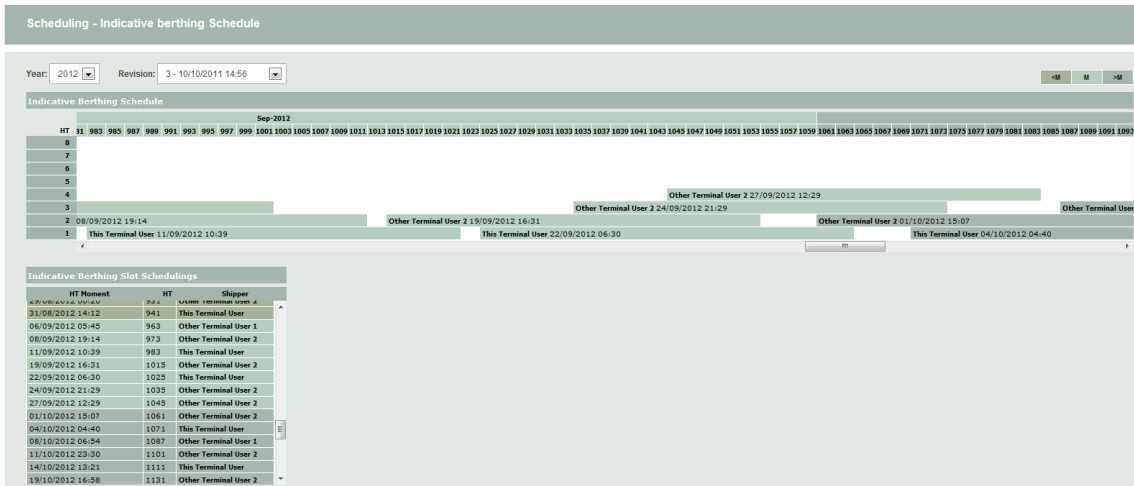 Scheduling - Indicative berthing Schedule
Year: 2012 Revision: 3 - 10/10/2011 14:56 <M M >M
Indicative Berthing Schedule
Sep-2012
HT 81 983 985 987 989 991 993 995 997 999 1001 1003 1005 1007 1009 1011 1013 1015 1017 1019 1021 1023 1025 1027 1029 1031 1033 1035 1037 1039 1041 1043 1045 1047 1049 1051 1053 1055 1057 1059 1061 1063 1065 1067 1069 1071 1073 1075 1077 1079 1081 1083 1085 1087 1089 1091 1093
8
7
6
5
4 Other Terminal User 2 27/09/2012 12:29
3 Other Terminal User 2 24/09/2012 21:29 Other Terminal User
2 08/09/2012 19:14 Other Terminal User 2 19/09/2012 16:31 Other Terminal User 2 01/10/2012 15:07
1 This Terminal User 11/09/2012 10:39 This Terminal User 22/09/2012 06:30 This Terminal User 04/10/2012 04:40
Indicative Berthing Slot Schedulings
HT Moment HT Shipper
29/08/2012 00:20 931 Other Terminal User 2
31/08/2012 14:12 941 This Terminal User
06/09/2012 05:45 963 Other Terminal User 1
08/09/2012 19:14 973 Other Terminal User 2
11/09/2012 10:39 983 This Terminal User
19/09/2012 16:31 1015 Other Terminal User 2
22/09/2012 06:30 1025 This Terminal User
24/09/2012 21:29 1035 Other Terminal User 2
27/09/2012 12:29 1045 Other Terminal User 2
01/10/2012 15:07 1061 Other Terminal User 2
04/10/2012 04:40 1071 This Terminal User
08/10/2012 06:54 1087 Other Terminal User 1
11/10/2012 23:30 1101 Other Terminal User 2
14/10/2012 13:21 1111 This Terminal User
19/10/2012 16:58 1131 Other Terminal User 2